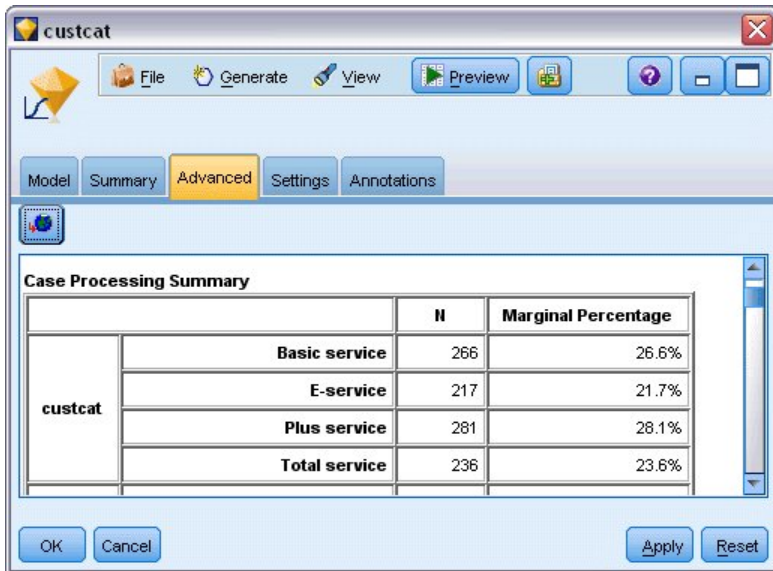 custcat
File Generate View Preview
Model Summary Advanced Settings Annotations
Case Processing Summary
N Marginal Percentage
custcat
Basic service 266 26.6%
E-service 217 21.7%
Plus service 281 28.1%
Total service 236 23.6%
OK Cancel Apply Reset